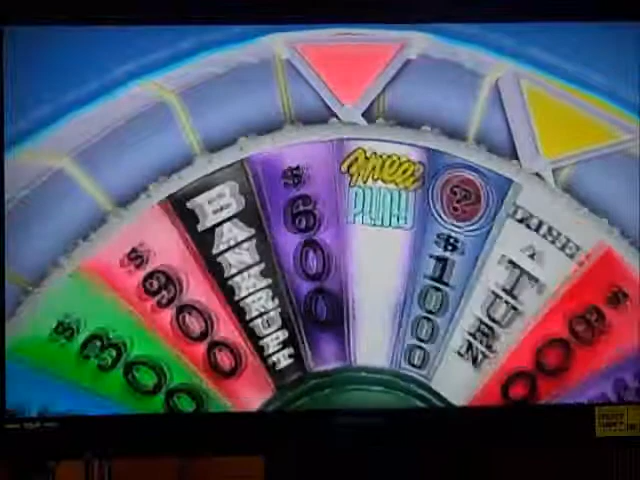 $300
$900
BANKRUPT
$600
FREE
PLAY
?
$1000
LOSE
A
TURN
$800